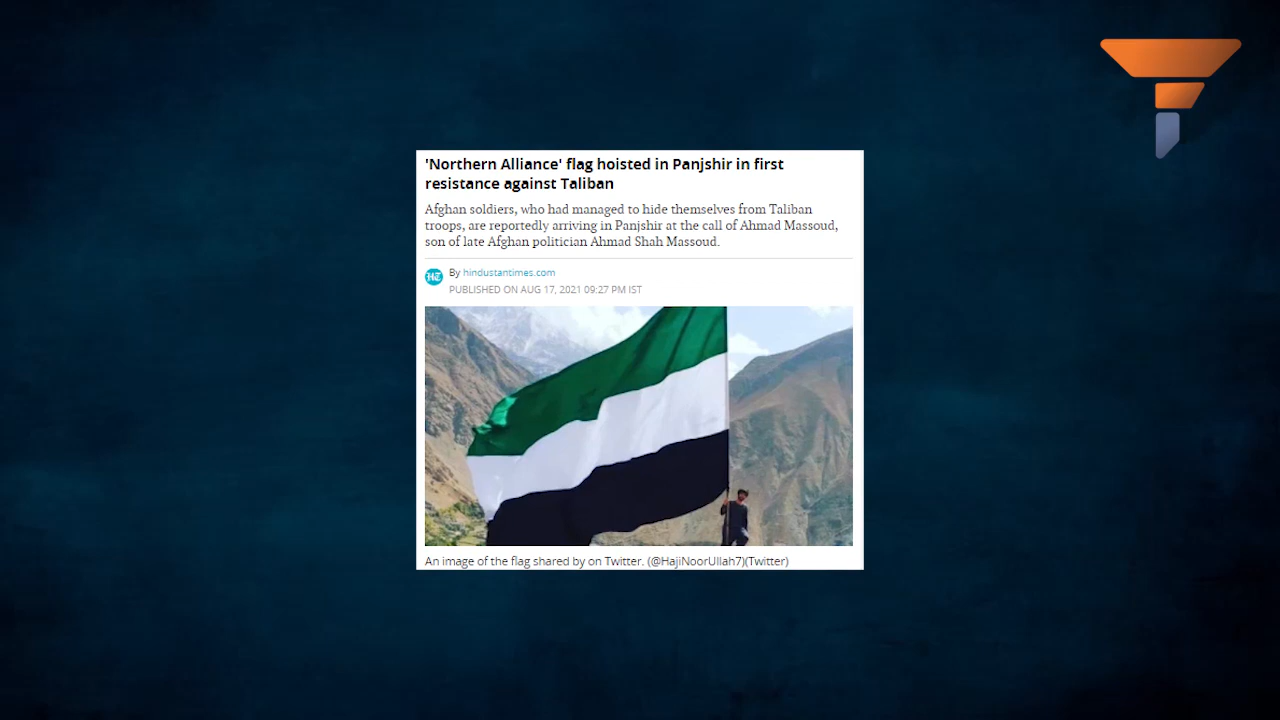 'Northern Alliance' flag hoisted in Panjshir in first
resistance against Taliban
Afghan soldiers, who had managed to hide themselves from Taliban
troops, are reportedly arriving in Panjshir at the call of Ahmad Massoud,
son of late Afghan politician Ahmad Shah Massoud.
HT
By hindustantimes.com
PUBLISHED ON AUG 17, 2021 09:27 PM IST
An image of the flag shared by on Twitter. (@HajiNoorUllah7)(Twitter)